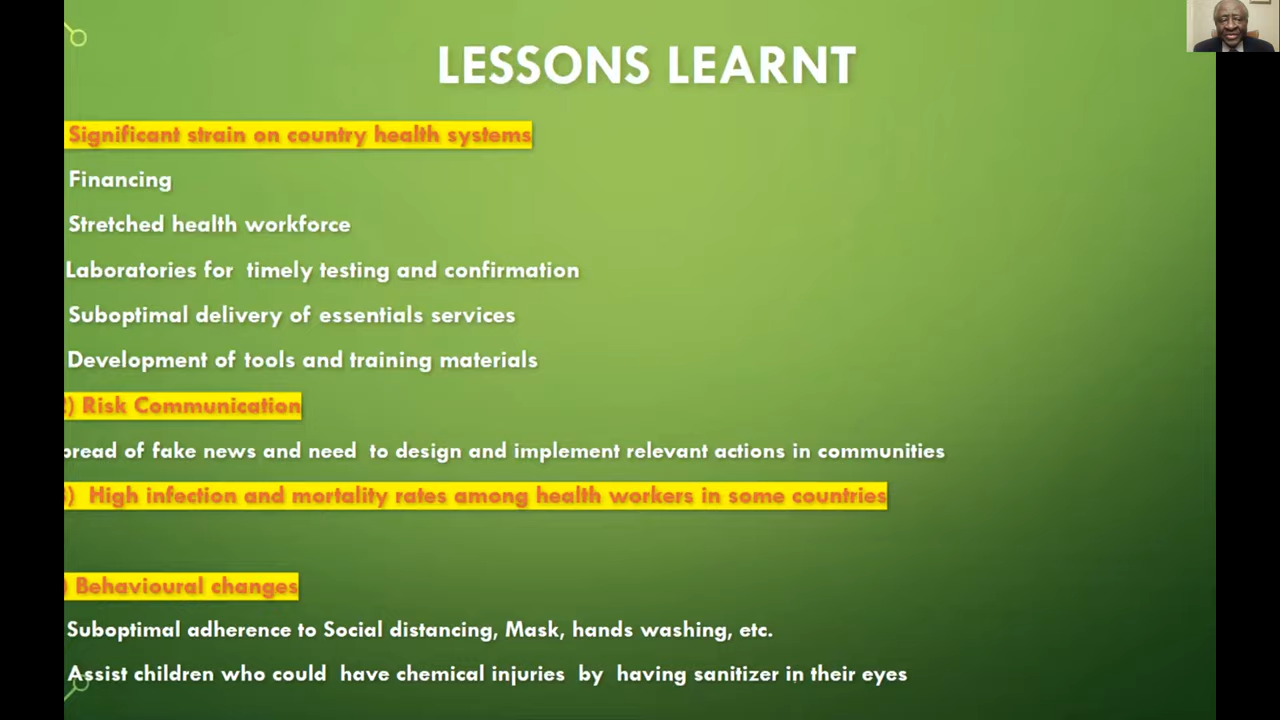 LESSONS LEARNT
Significant strain on country health systems
Financing
Stretched health workforce
Laboratories for timely testing and confirmation
Suboptimal delivery of essentials services
Development of tools and training materials
2) Risk Communication
of fake news and need to design and implement relevant actions in communities
) High infection and mortality rates among health workers in some countries
) Behavioural changes
Suboptimal adherence to Social distancing, Mask, hands washing, etc.
Assist children who could have chemical injuries by having sanitizer in their eyes